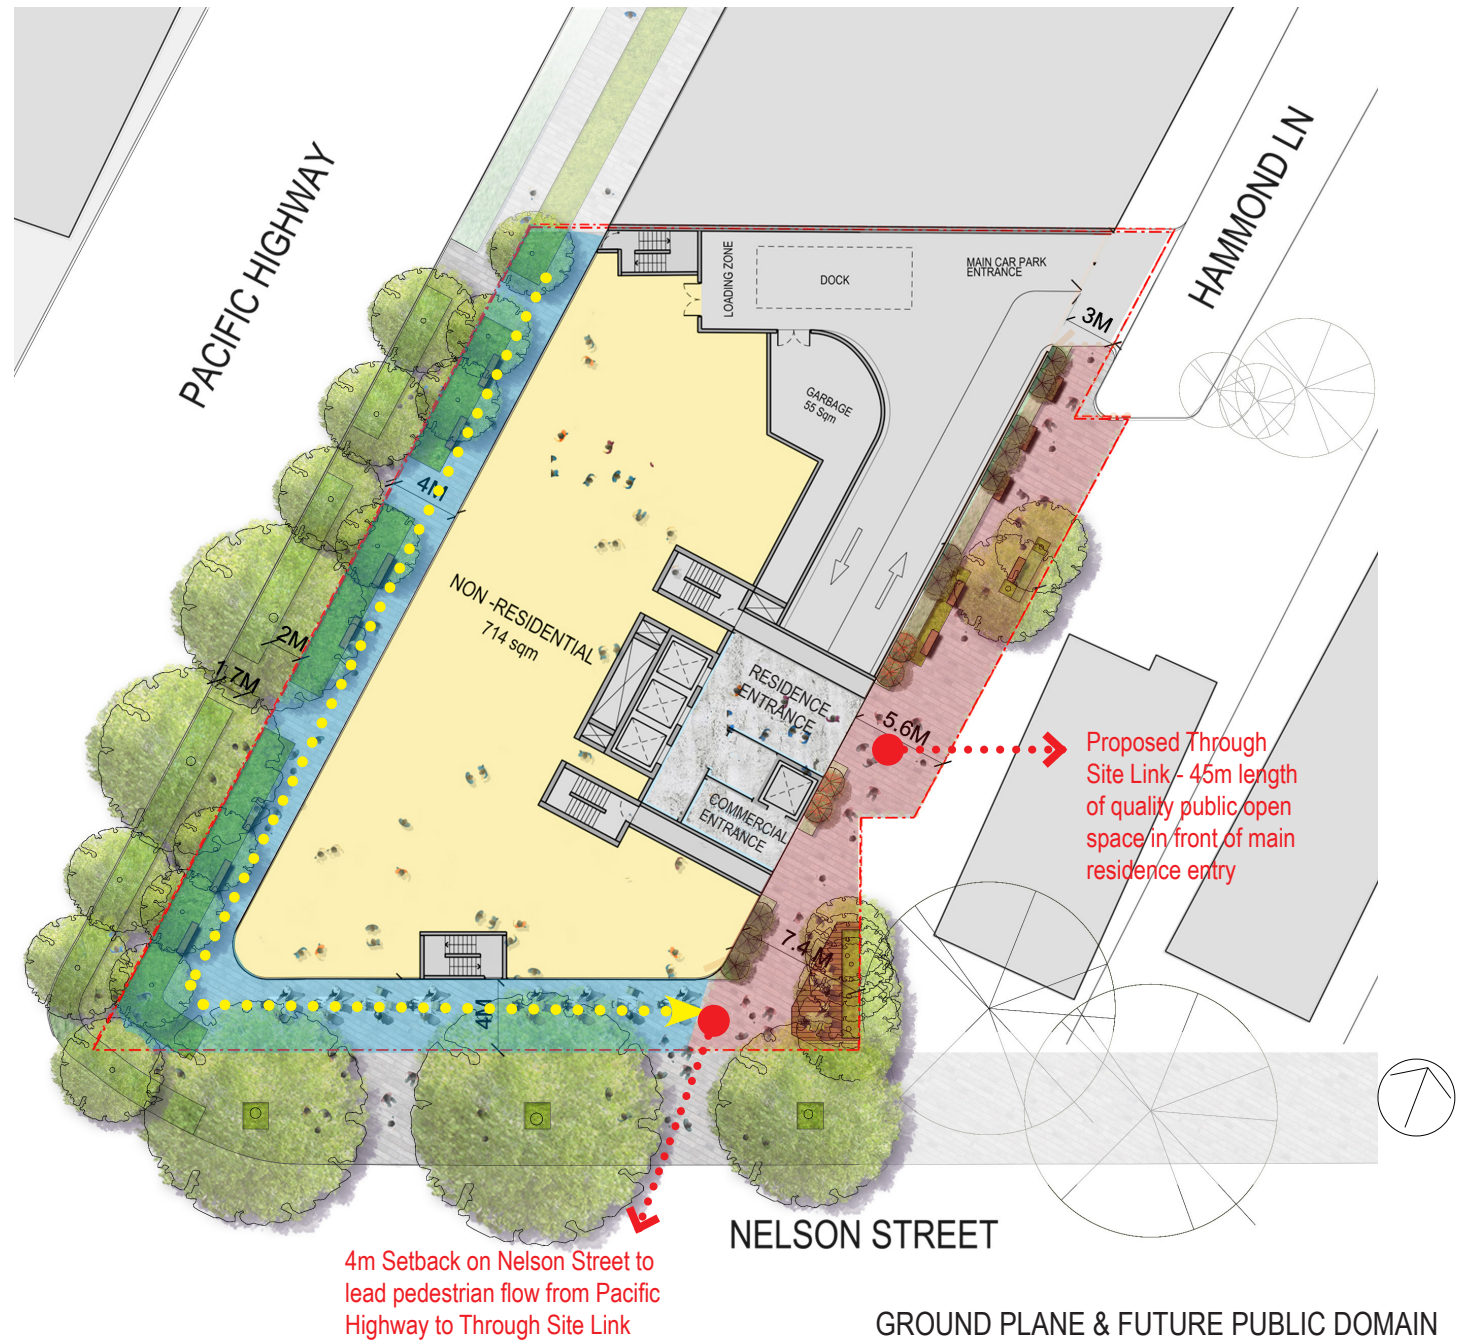 PACIFIC HIGHWAY
HAMMOND LN
LOADING ZONE
DOCK
MAIN CAR PARK
ENTRANCE
3M
GARBAGE
55 Sqm
4M
NON -RESIDENTIAL
714 sqm
2M
1.7M
RESIDENCE
ENTRANCE
5.6M
COMMERCIAL
ENTRANCE
Proposed Through
Site Link - 45m length
of quality public open
space in front of main
residence entry
7.4 M
4M
NELSON STREET
4m Setback on Nelson Street to
lead pedestrian flow from Pacific
Highway to Through Site Link
GROUND PLANE & FUTURE PUBLIC DOMAIN